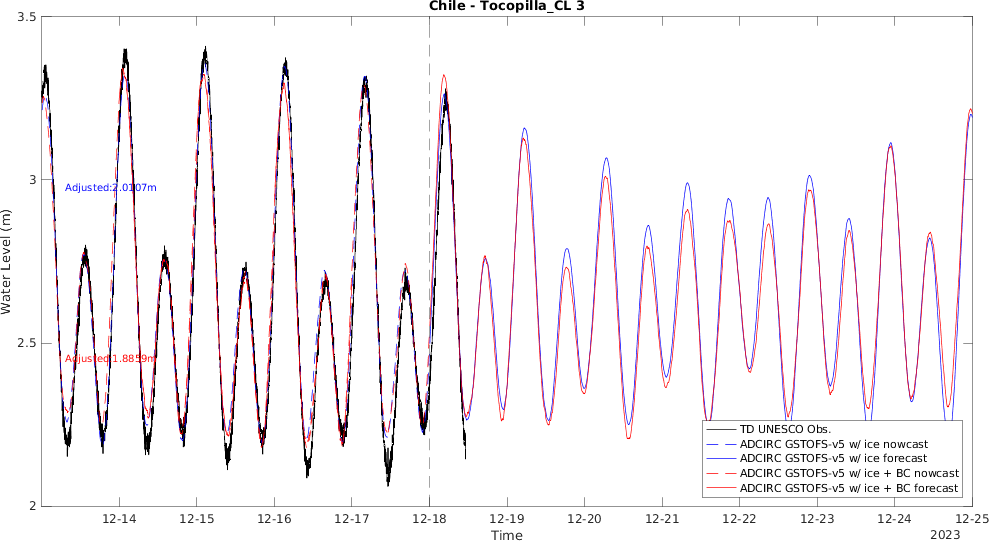 Chile - Tocopilla_CL 3
3.5
3
2.5
2
Water Level (m)
Adjusted:2.0107m
Adjusted:1.8859m
TD UNESCO Obs.
ADCIRC GSTOFS-v5 w/ ice nowcast
ADCIRC GSTOFS-v5 w/ ice forecast
ADCIRC GSTOFS-v5 w/ ice + BC nowcast
ADCIRC GSTOFS-v5 w/ ice + BC forecast
12-14 12-15 12-16 12-17 12-18 12-19 12-20 12-21 12-22 12-23 12-24 12-25
Time
2023